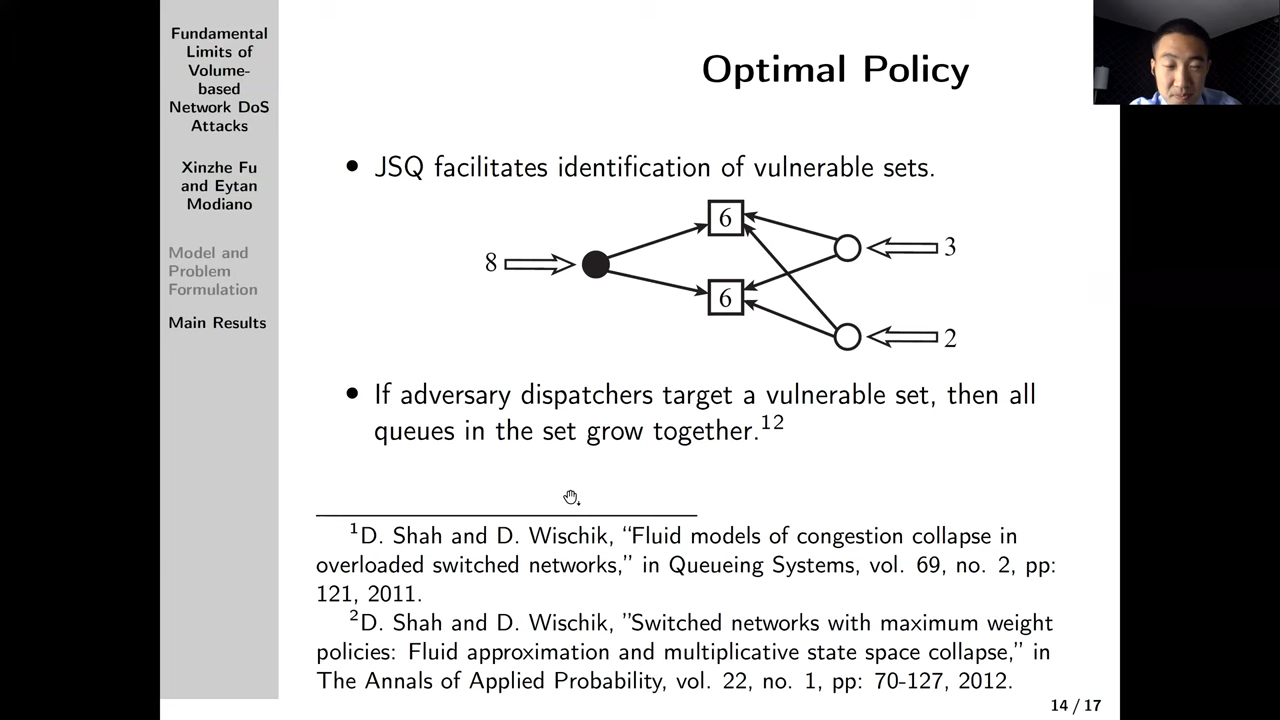 Fundamental
Limits of
Volume-
based
Network DoS
Attacks
Xinzhe Fu
and Eytan
Modiano
Model and
Problem
Formulation
Main Results
Optimal Policy
• JSQ facilitates identification of vulnerable sets.
6
8
3
6
2
• If adversary dispatchers target a vulnerable set, then all
queues in the set grow together.12
1D. Shah and D. Wischik, “Fluid models of congestion collapse in
overloaded switched networks,” in Queueing Systems, vol. 69, no. 2, pp:
121, 2011.
2D. Shah and D. Wischik, ”Switched networks with maximum weight
policies: Fluid approximation and multiplicative state space collapse,” in
The Annals of Applied Probability, vol. 22, no. 1, pp: 70-127, 2012.
14 / 17